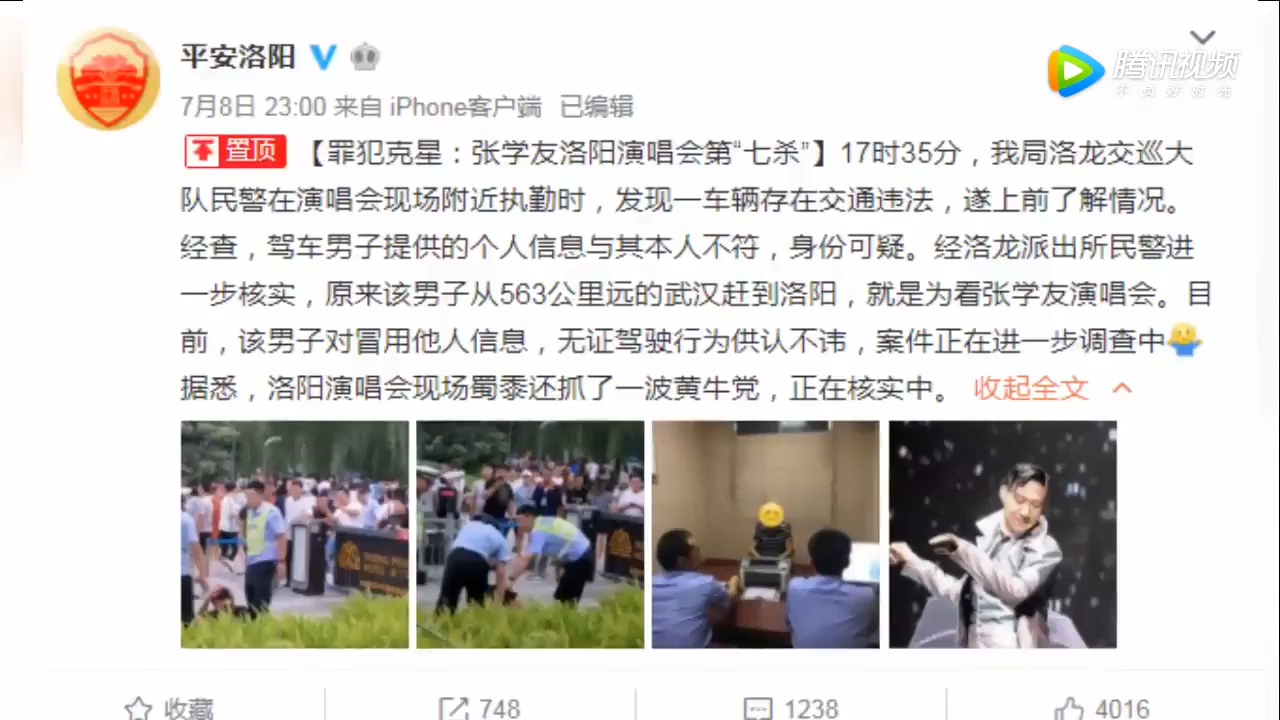 平安洛阳
腾讯视频
不负好时光
7月8日 23:00 来自 iPhone客户端 已编辑
置顶 【罪犯克星：张学友洛阳演唱会第“七杀”】17时35分，我局洛龙交巡大
队民警在演唱会现场附近执勤时，发现一车辆存在交通违法，遂上前了解情况。
经查，驾车男子提供的个人信息与其本人不符，身份可疑。经洛龙派出所民警进
一步核实，原来该男子从563公里远的武汉赶到洛阳，就是为看张学友演唱会。目
前，该男子对冒用他人信息，无证驾驶行为供认不讳，案件正在进一步调查中
据悉，洛阳演唱会现场蜀黍还抓了一波黄牛党，正在核实中。 收起全文
收藏
748
1238
4016